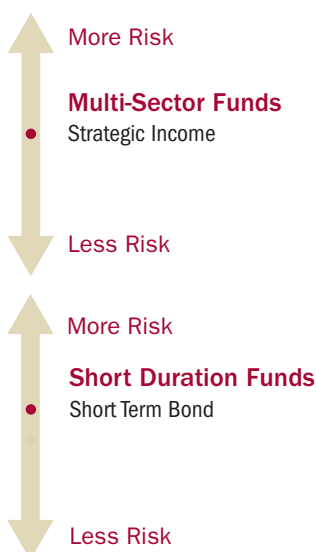 More Risk
Multi-Sector Funds
Strategic Income
Less Risk
More Risk
Short Duration Funds
Short Term Bond
Less Risk